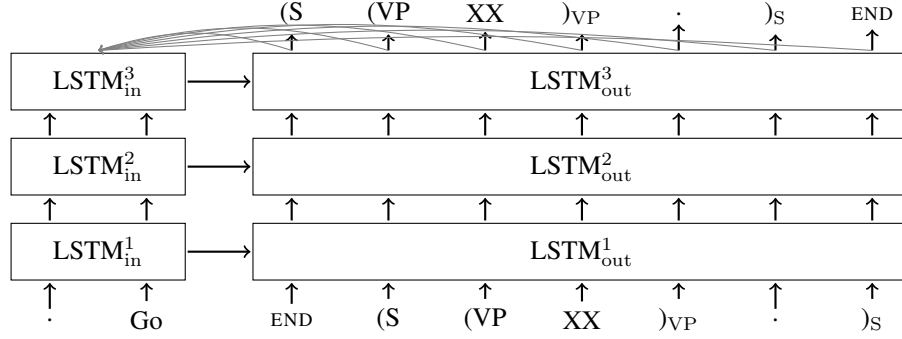 (S (VP XX )VP . )S END
LSTM³in LSTM³out
LSTM²in LSTM²out
LSTM¹in LSTM¹out
. Go END (S (VP XX )VP . )S